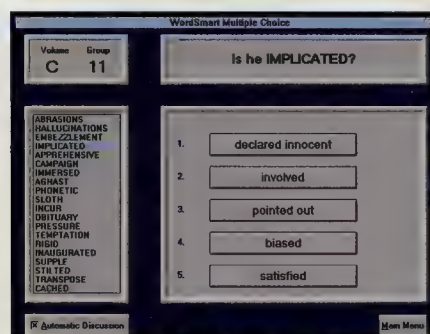 WordSmart Multiple Choice
Volume Group
C 11
Is he IMPLICATED?
ABRASIONS
HALLUCINATIONS
EMBEZZLEMENT
IMPLICATED
APPREHENSIVE
CAMPAIGN
IMMERSED
AGHAST
PHONETIC
SLOTH
INCUR
OBITUARY
PRESSURE
TEMPTATION
RIGID
INAUGURATED
SUPPLE
STILTED
TRANSPOSE
CACHED
1. declared innocent
2. involved
3. pointed out
4. biased
5. satisfied
Automatic Discussion
Main Menu